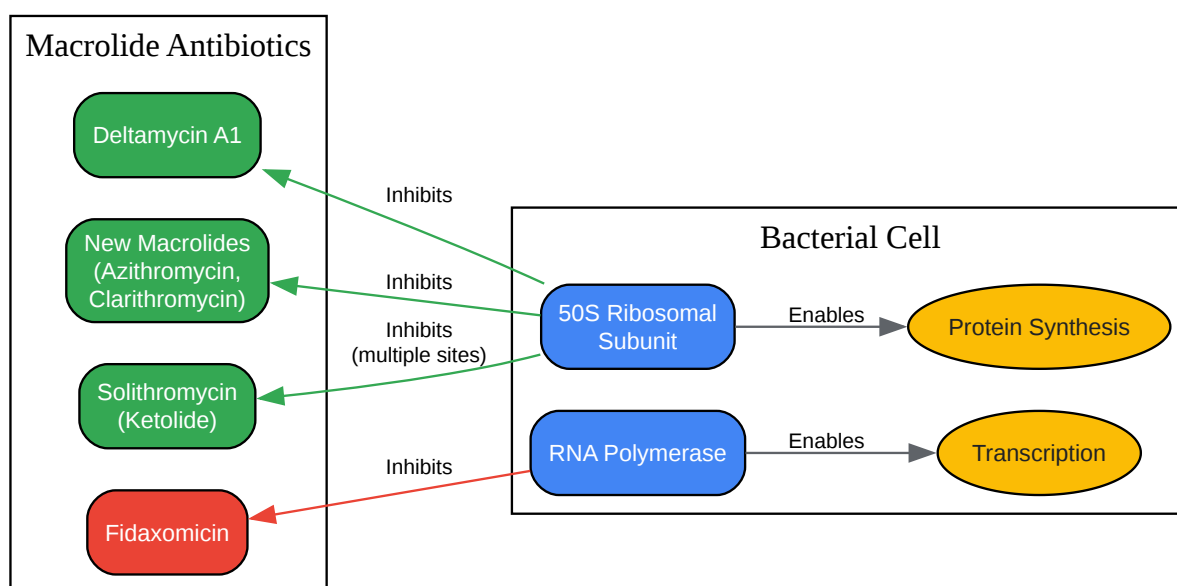 Macrolide Antibiotics
Deltamycin A1
New Macrolides
(Azithromycin,
Clarithromycin)
Solithromycin
(Ketolide)
Fidaxomicin
Inhibits
Inhibits
Inhibits
(multiple sites)
Inhibits
Bacterial Cell
50S Ribosomal
Subunit
Enables
Protein Synthesis
RNA Polymerase
Enables
Transcription